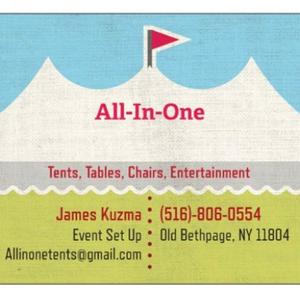 All-In-One
Tents, Tables, Chairs, Entertainment
James Kuzma
(516)-806-0554
Event Set Up
Old Bethpage, NY 11804
Allinonetents@gmail.com